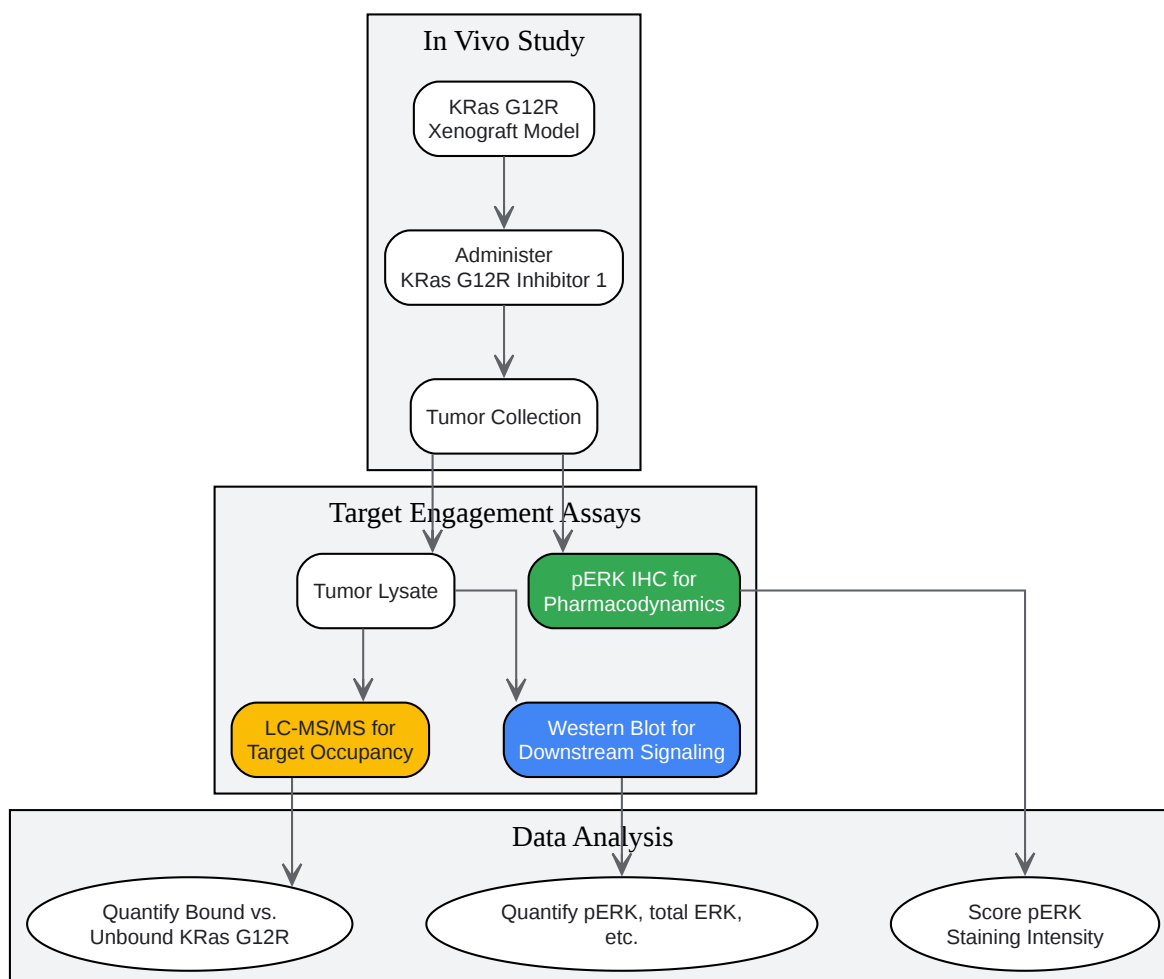 In Vivo Study
KRas G12R
Xenograft Model
Administer
KRas G12R Inhibitor 1
Tumor Collection
Target Engagement Assays
Tumor Lysate
pERK IHC for
Pharmacodynamics
LC-MS/MS for
Target Occupancy
Western Blot for
Downstream Signaling
Data Analysis
Quantify Bound vs.
Unbound KRas G12R
Quantify pERK, total ERK,
etc.
Score pERK
Staining Intensity